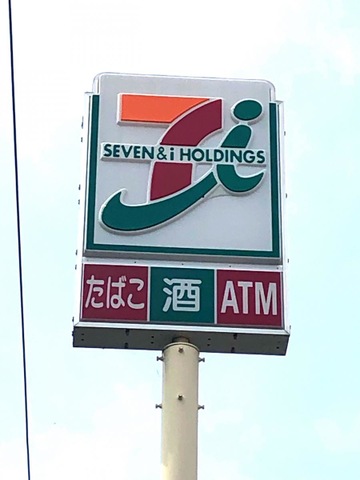 SEVEN & i HOLDINGS
たばこ 酒 ATM